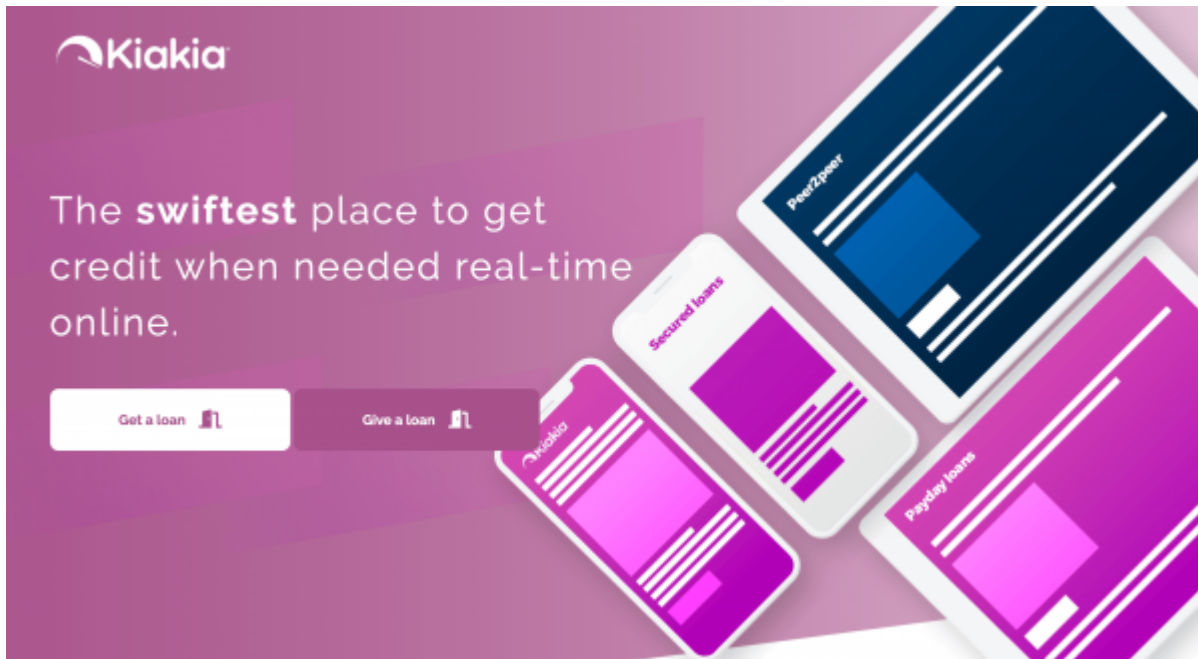 Kiakia
The swiftest place to get
credit when needed real-time
online.
Get a loan
Give a loan
Peer2peer
Secured loans
Kiakia
Payday loans